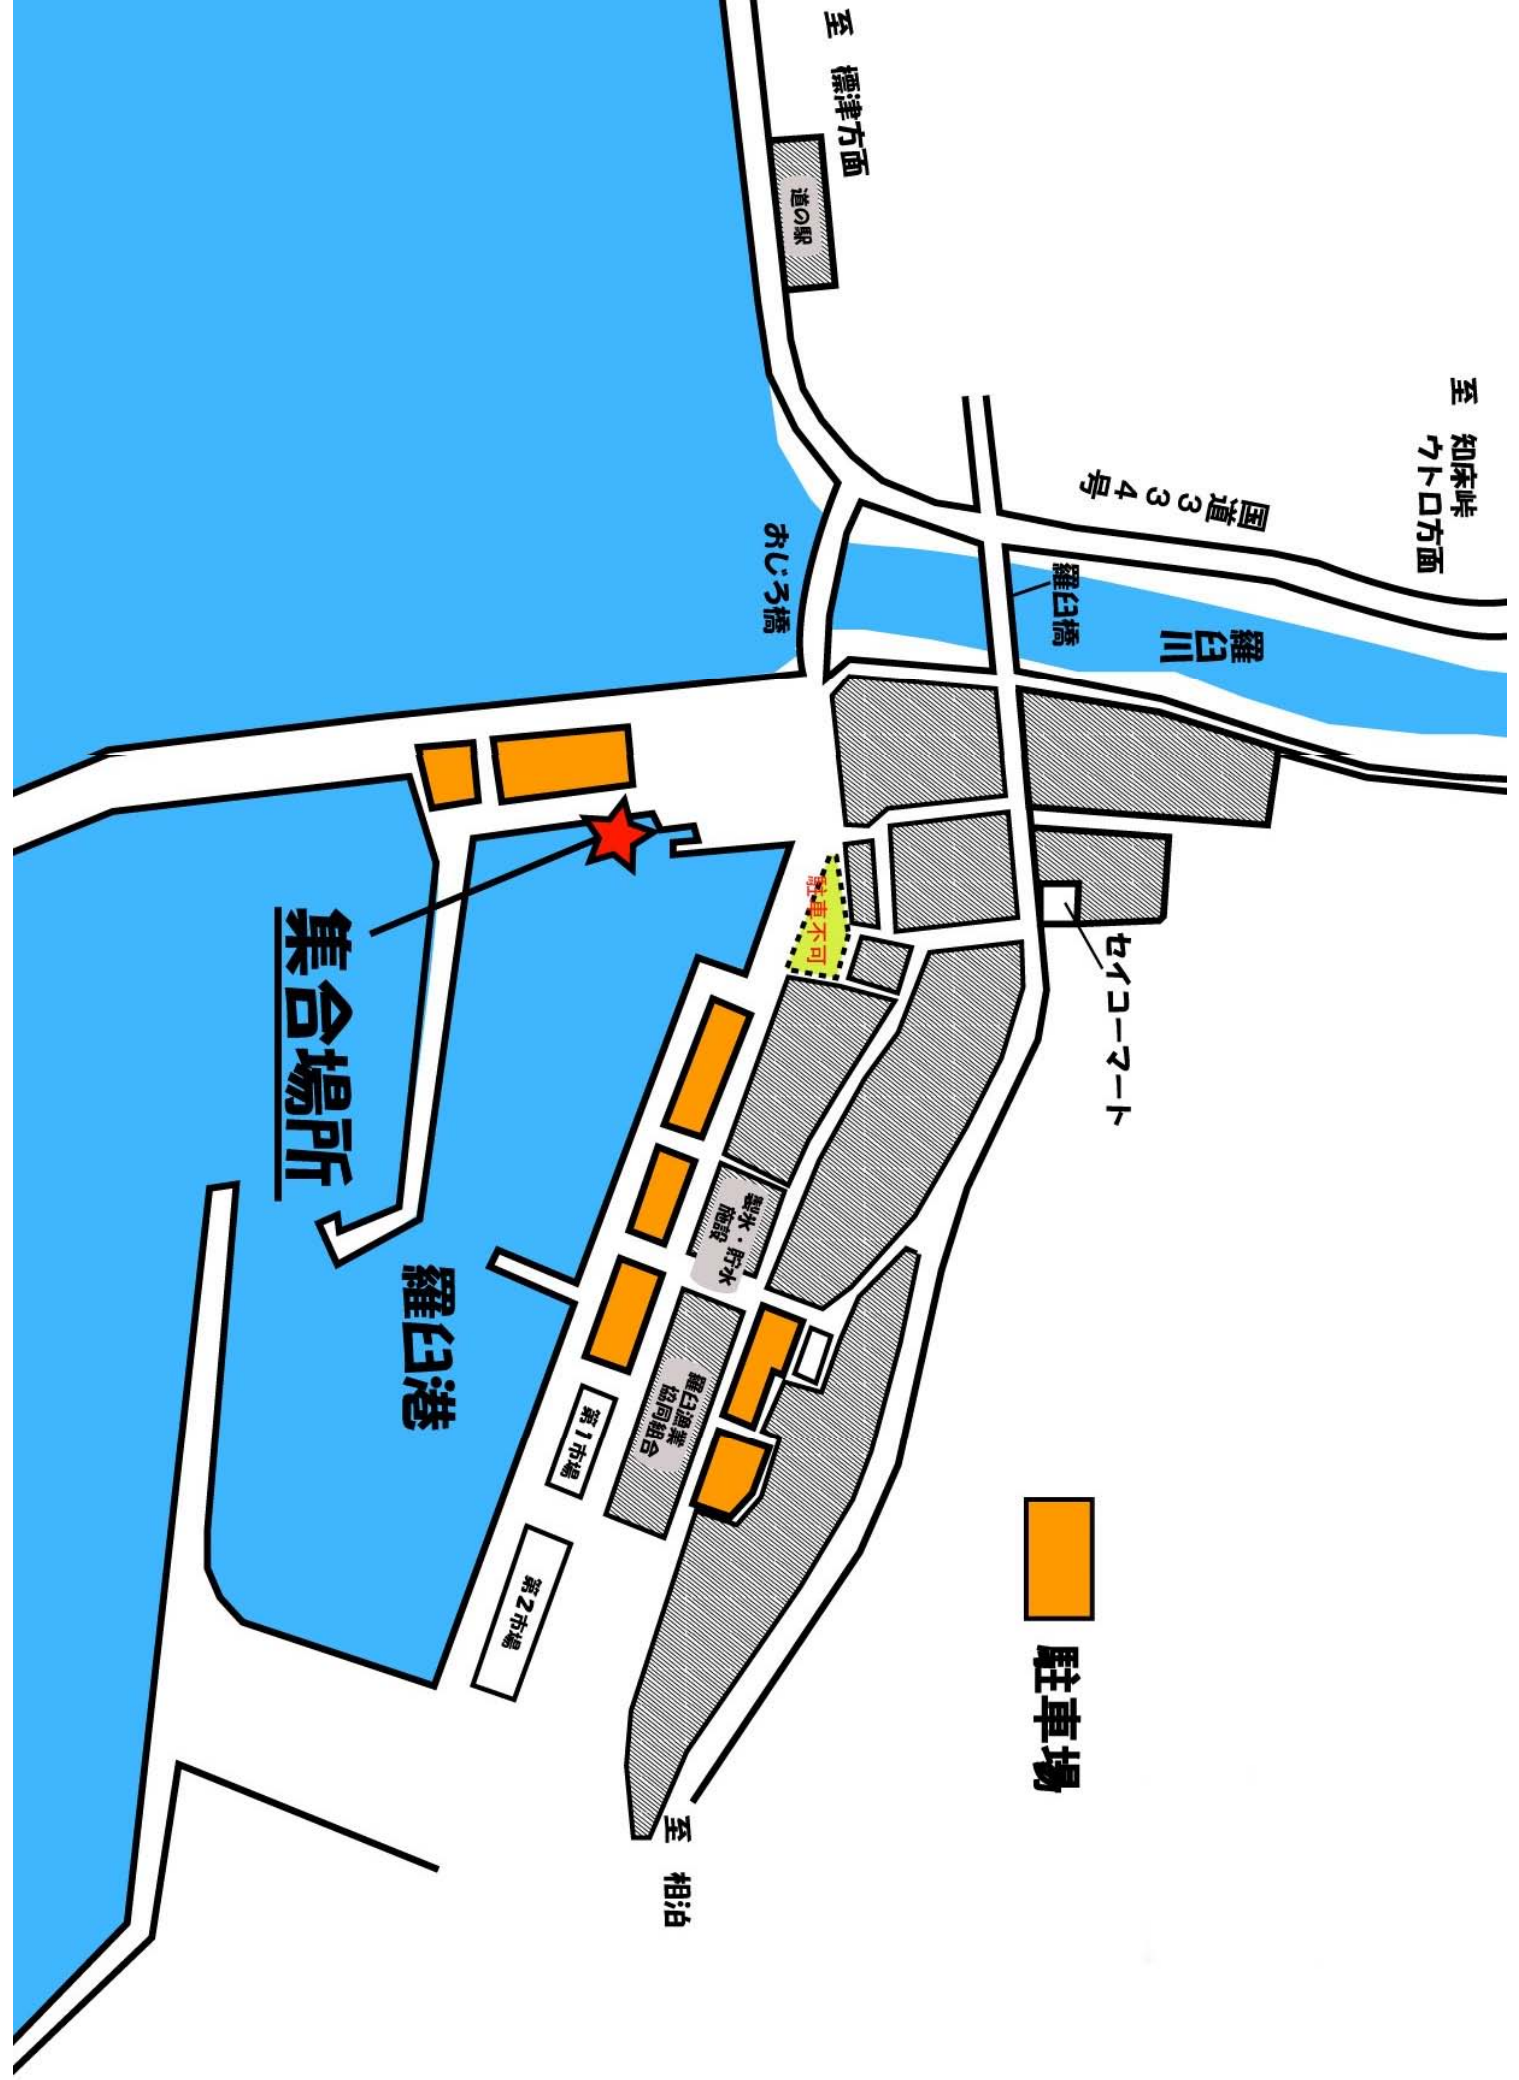 至　知床峠
ウトロ方面
国道３３４号
至　標津方面
道の駅
羅臼川
羅臼橋
おじろ橋
セイコーマート
駐車不可
集合場所
羅臼港
製氷・貯氷
施設
羅臼漁業
協同組合
第1市場
第2市場
駐車場
至　相泊